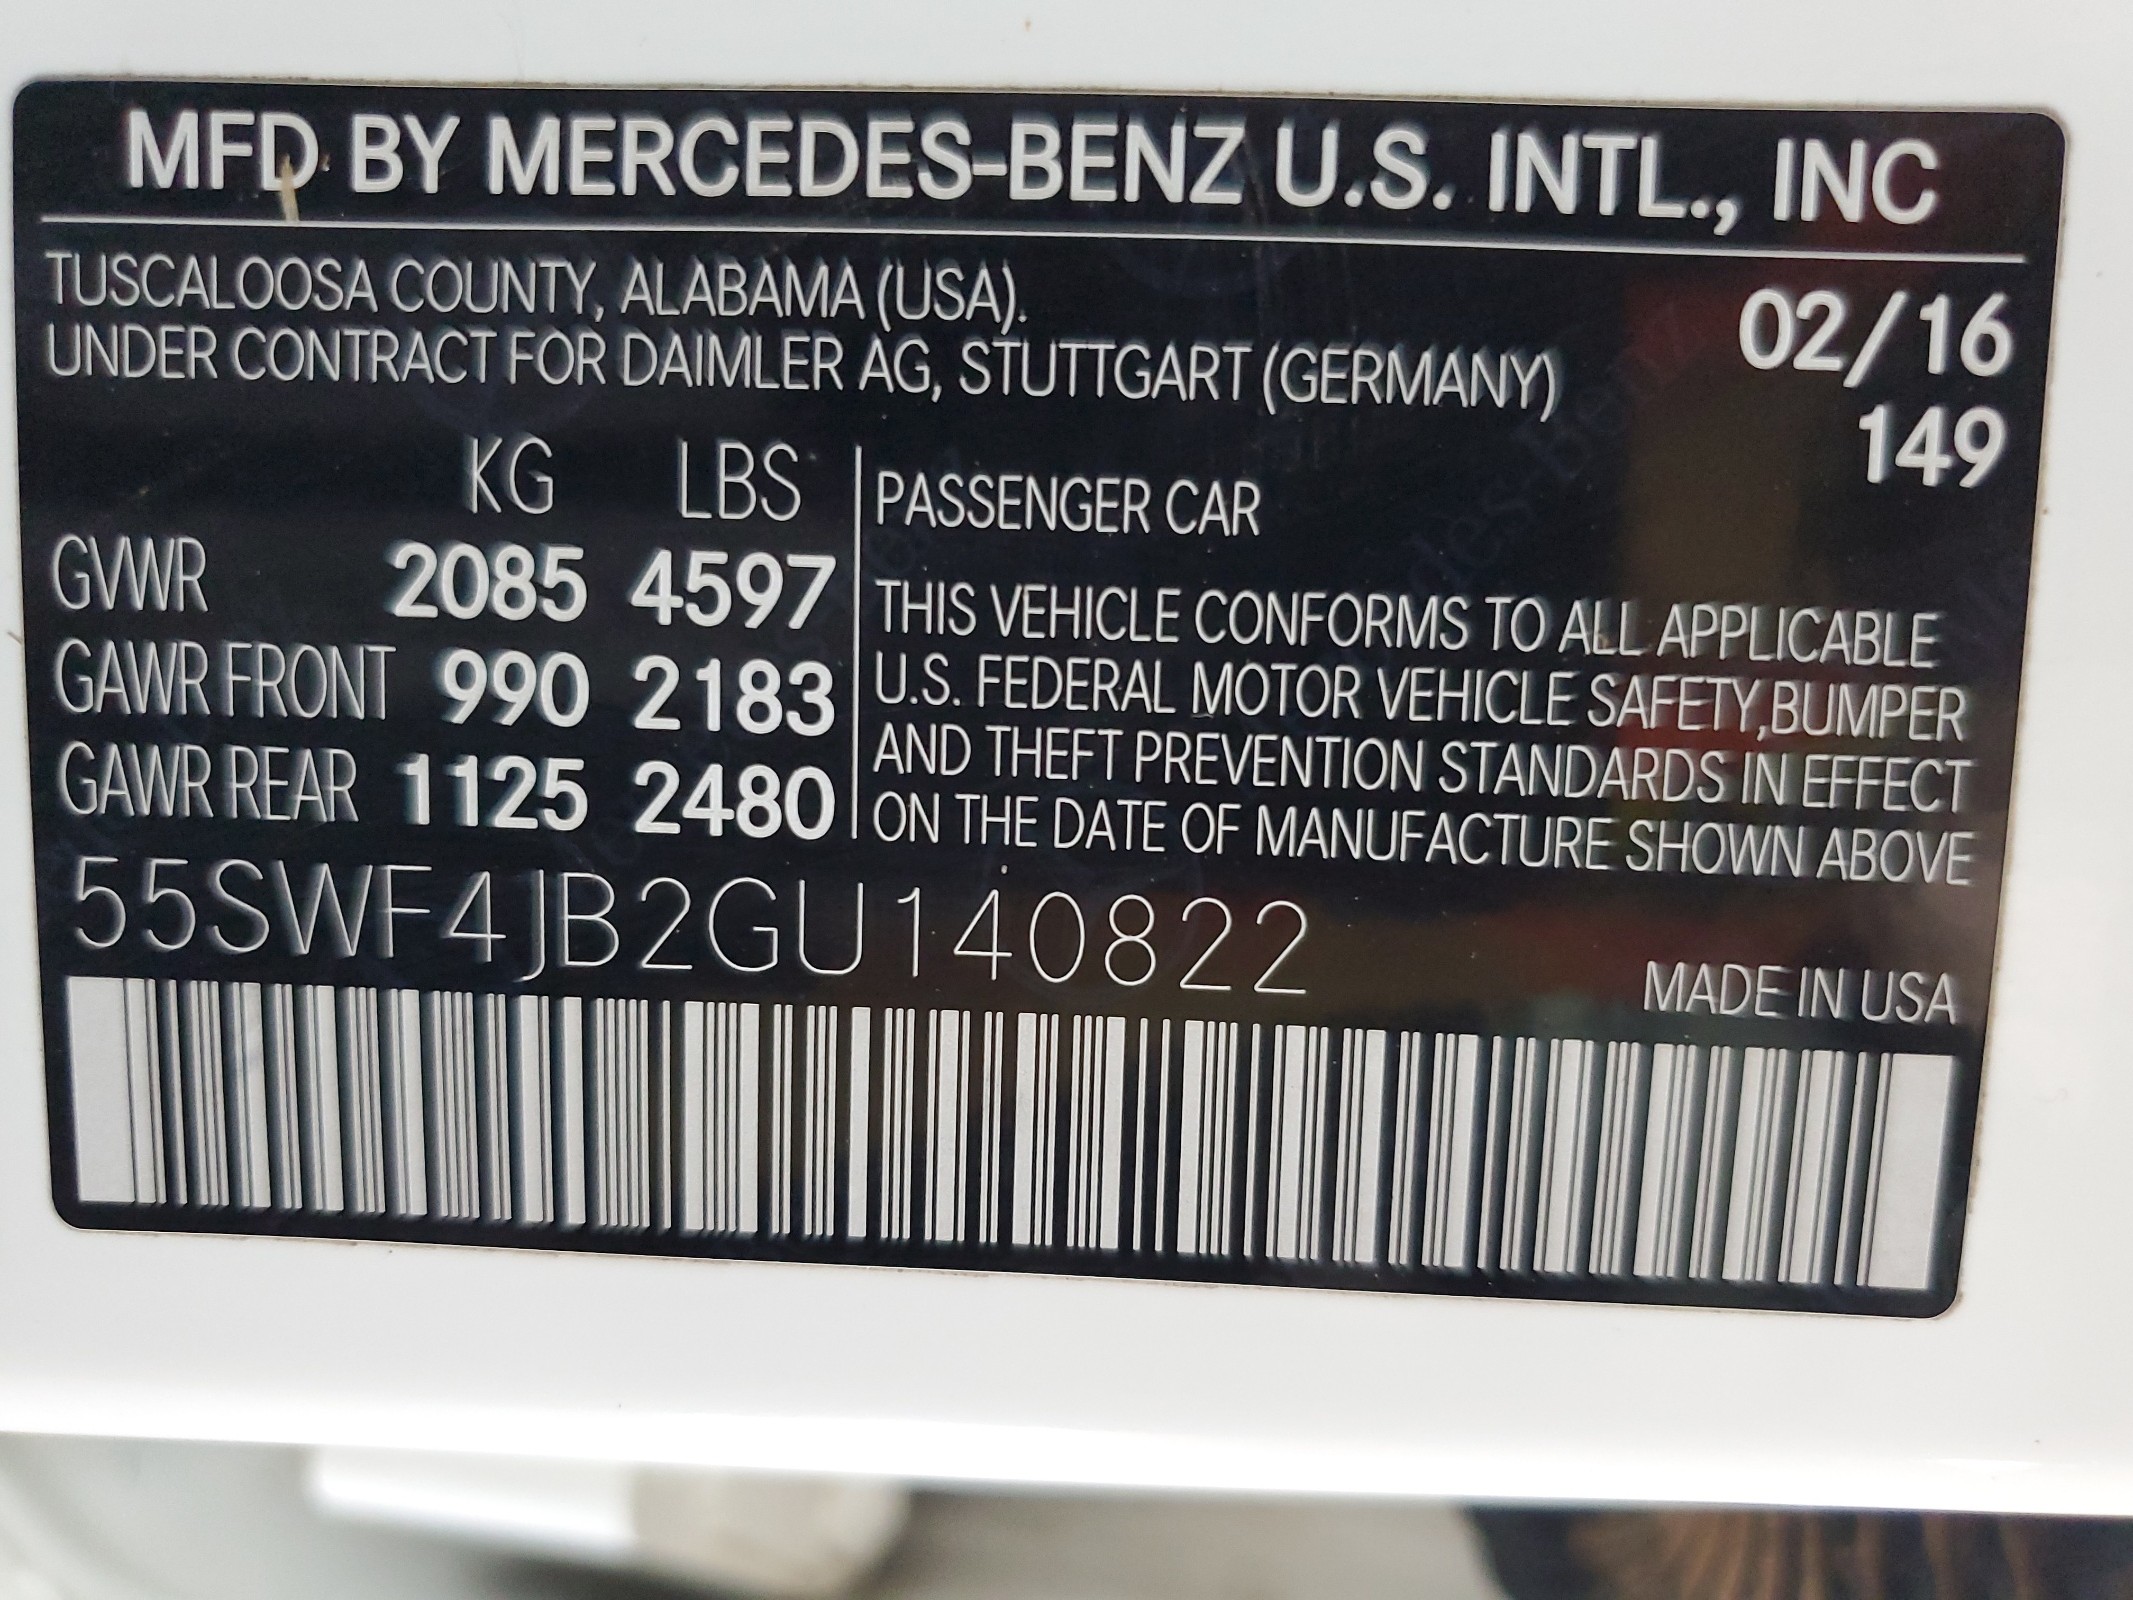 MFD BY MERCEDES-BENZ U.S. INTL., INC
TUSCALOOSA COUNTY, ALABAMA (USA).
UNDER CONTRACT FOR DAIMLER AG, STUTTGART (GERMANY)
02/16
149
KG LBS
GVWR 2085 4597
GAWR FRONT 990 2183
GAWR REAR 1125 2480
PASSENGER CAR
THIS VEHICLE CONFORMS TO ALL APPLICABLE
U.S. FEDERAL MOTOR VEHICLE SAFETY,BUMPER
AND THEFT PREVENTION STANDARDS IN EFFECT
ON THE DATE OF MANUFACTURE SHOWN ABOVE
55SWF4JB2GU140822
MADE IN USA